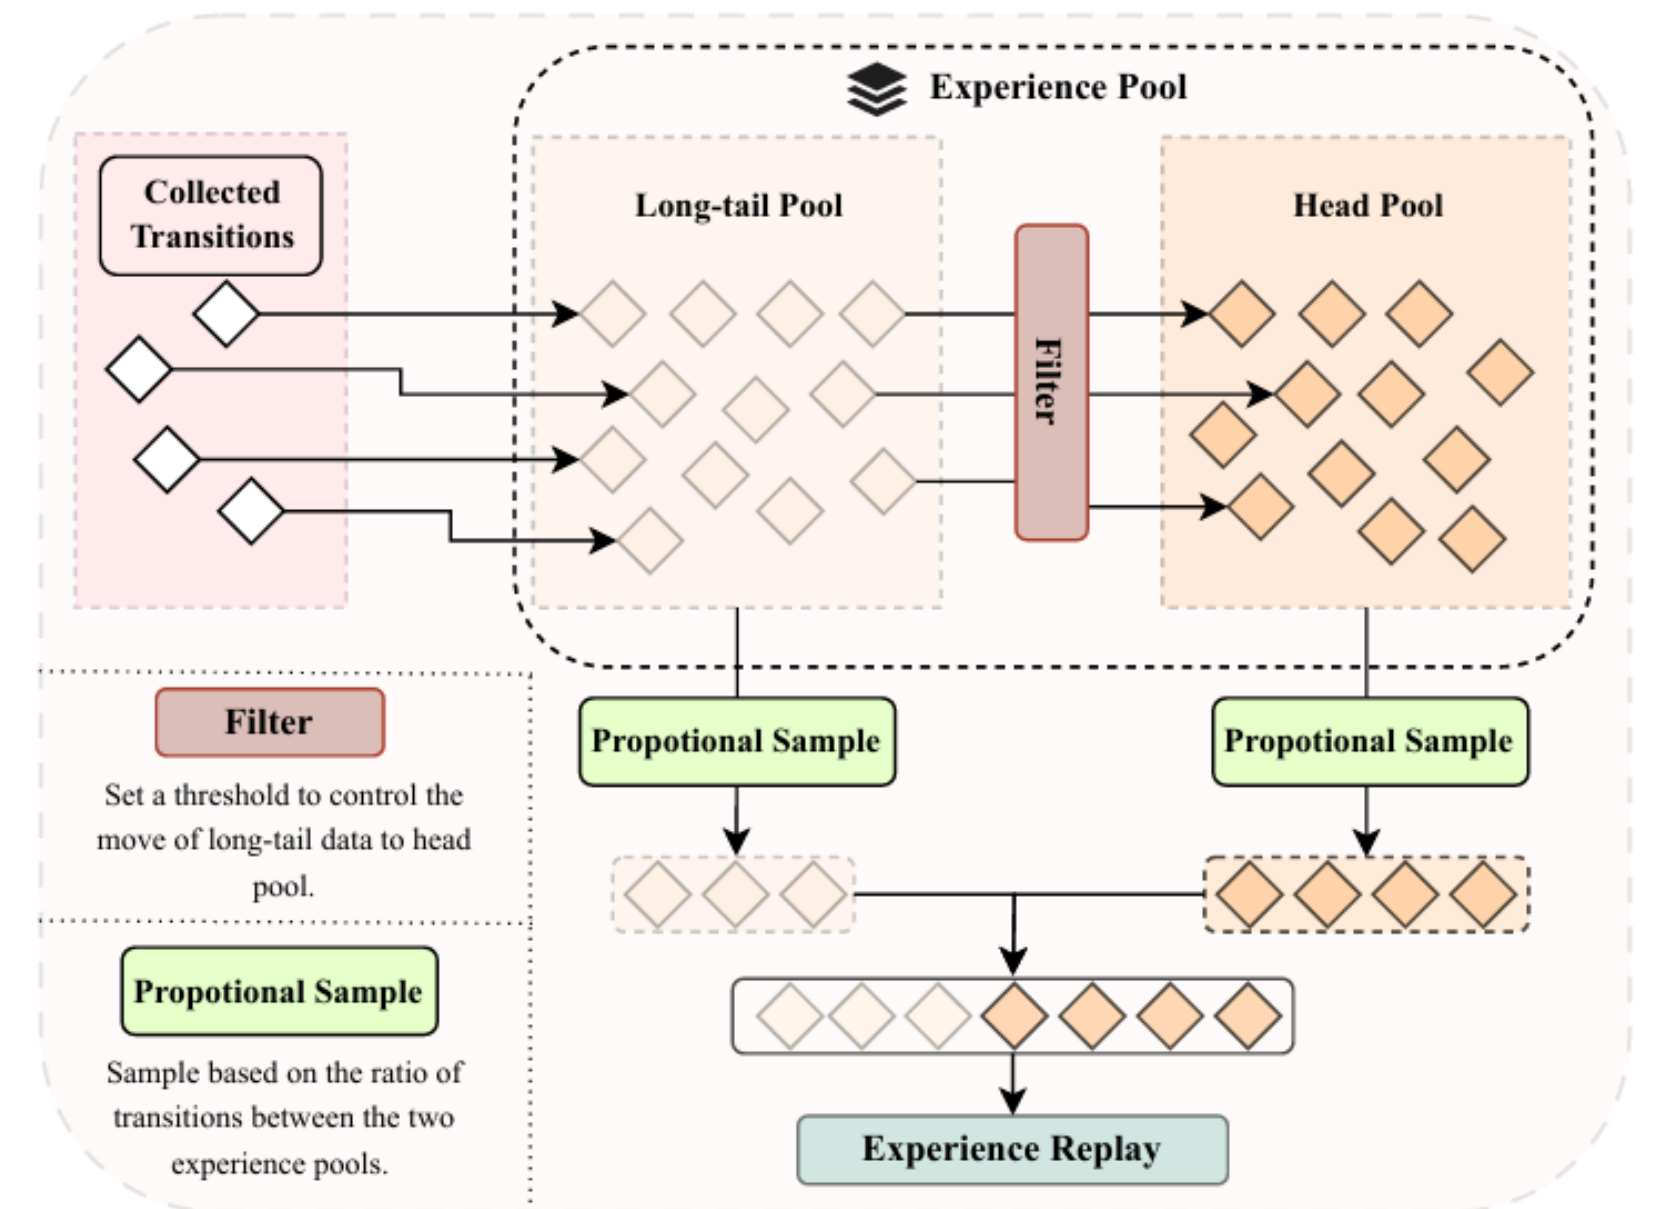 Experience Pool
Collected
Transitions
Long-tail Pool
Head Pool
Filter
Filter
Set a threshold to control the
move of long-tail data to head
pool.
Propotional Sample
Propotional Sample
Propotional Sample
Sample based on the ratio of
transitions between the two
experience pools.
Experience Replay